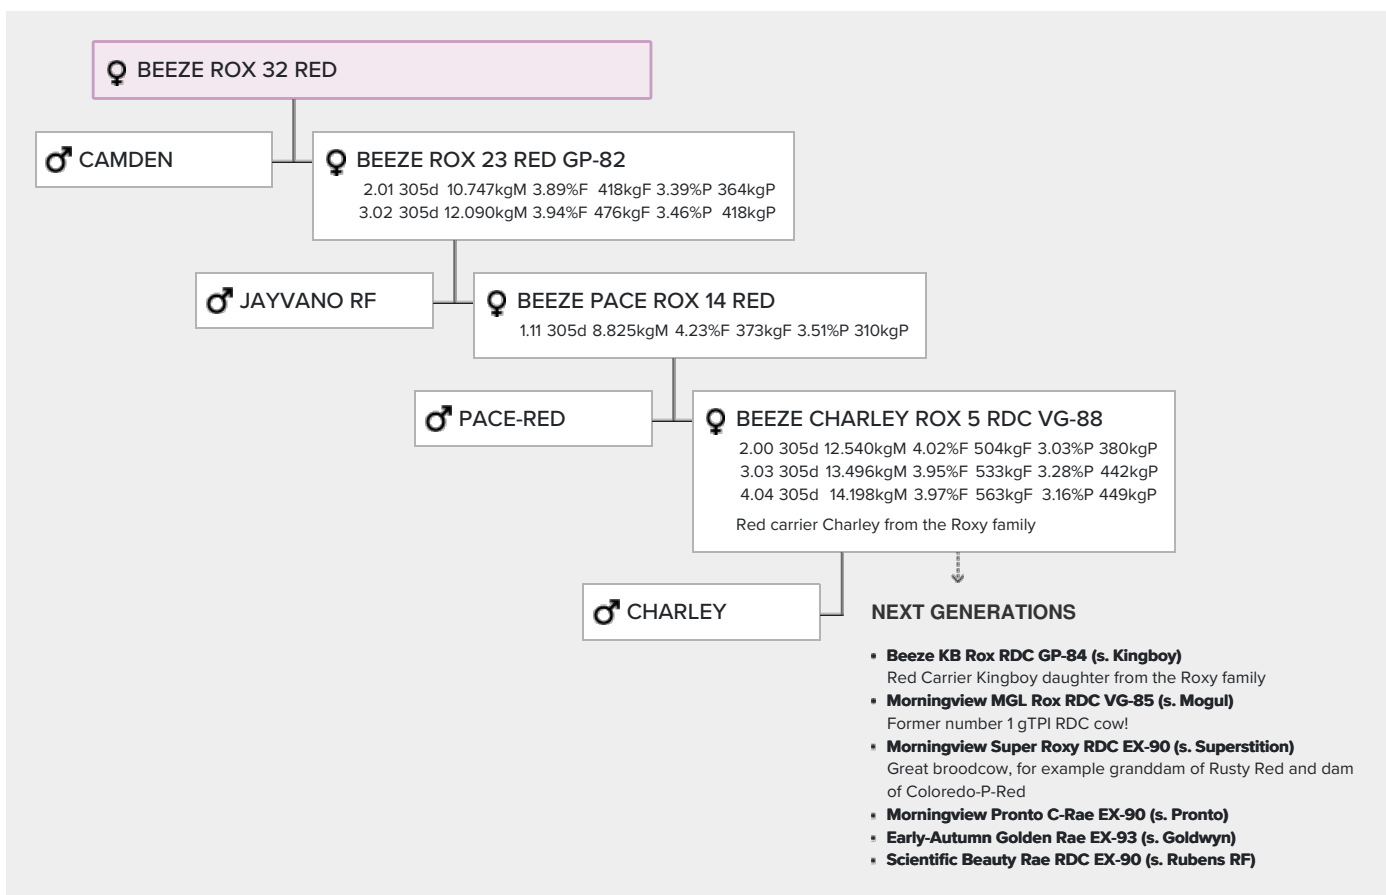 BEEZE ROX 32 RED
CAMDEN
BEEZE ROX 23 RED GP-82
2.01 305d 10.747kgM 3.89%F 418kgF 3.39%P 364kgP
3.02 305d 12.090kgM 3.94%F 476kgF 3.46%P 418kgP
JAYVANO RF
BEEZE PACE ROX 14 RED
1.11 305d 8.825kgM 4.23%F 373kgF 3.51%P 310kgP
PACE-RED
BEEZE CHARLEY ROX 5 RDC VG-88
2.00 305d 12.540kgM 4.02%F 504kgF 3.03%P 380kgP
3.03 305d 13.496kgM 3.95%F 533kgF 3.28%P 442kgP
4.04 305d 14.198kgM 3.97%F 563kgF 3.16%P 449kgP
Red carrier Charley from the Roxy family
CHARLEY
NEXT GENERATIONS
▪ Beeze KB Rox RDC GP-84 (s. Kingboy)
Red Carrier Kingboy daughter from the Roxy family
▪ Morningview MGL Rox RDC VG-85 (s. Mogul)
Former number 1 gTPI RDC cow!
▪ Morningview Super Roxy RDC EX-90 (s. Superstition)
Great broodcow, for example granddam of Rusty Red and dam
of Coloredo-P-Red
▪ Morningview Pronto C-Rae EX-90 (s. Pronto)
▪ Early-Autumn Golden Rae EX-93 (s. Goldwyn)
▪ Scientific Beauty Rae RDC EX-90 (s. Rubens RF)